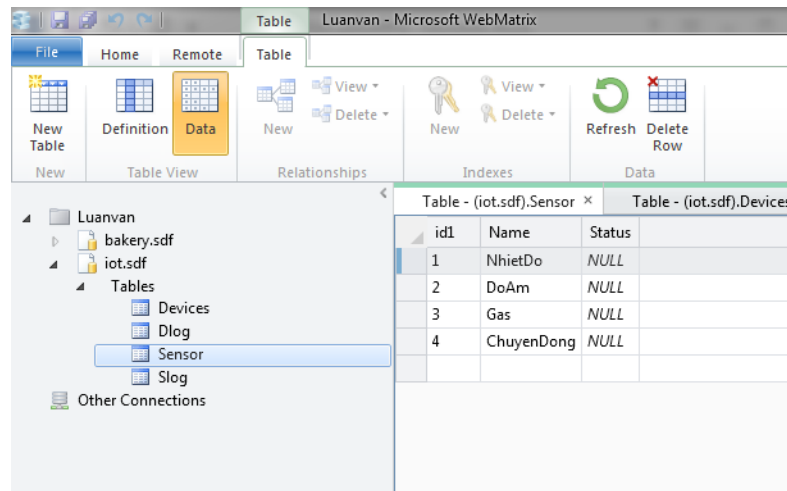 Table Luanvan - Microsoft WebMatrix
File Home Remote Table
New Table
Definition
Data
New
View
Delete
New
View
Delete
Refresh
Delete Row
New Table View Relationships Indexes Data
Luanvan
bakery.sdf
iot.sdf
Tables
Devices
Dlog
Sensor
Slog
Other Connections
Table - (iot.sdf).Sensor × Table - (iot.sdf).Devices
id1 Name Status
1 NhietDo NULL
2 DoAm NULL
3 Gas NULL
4 ChuyenDong NULL